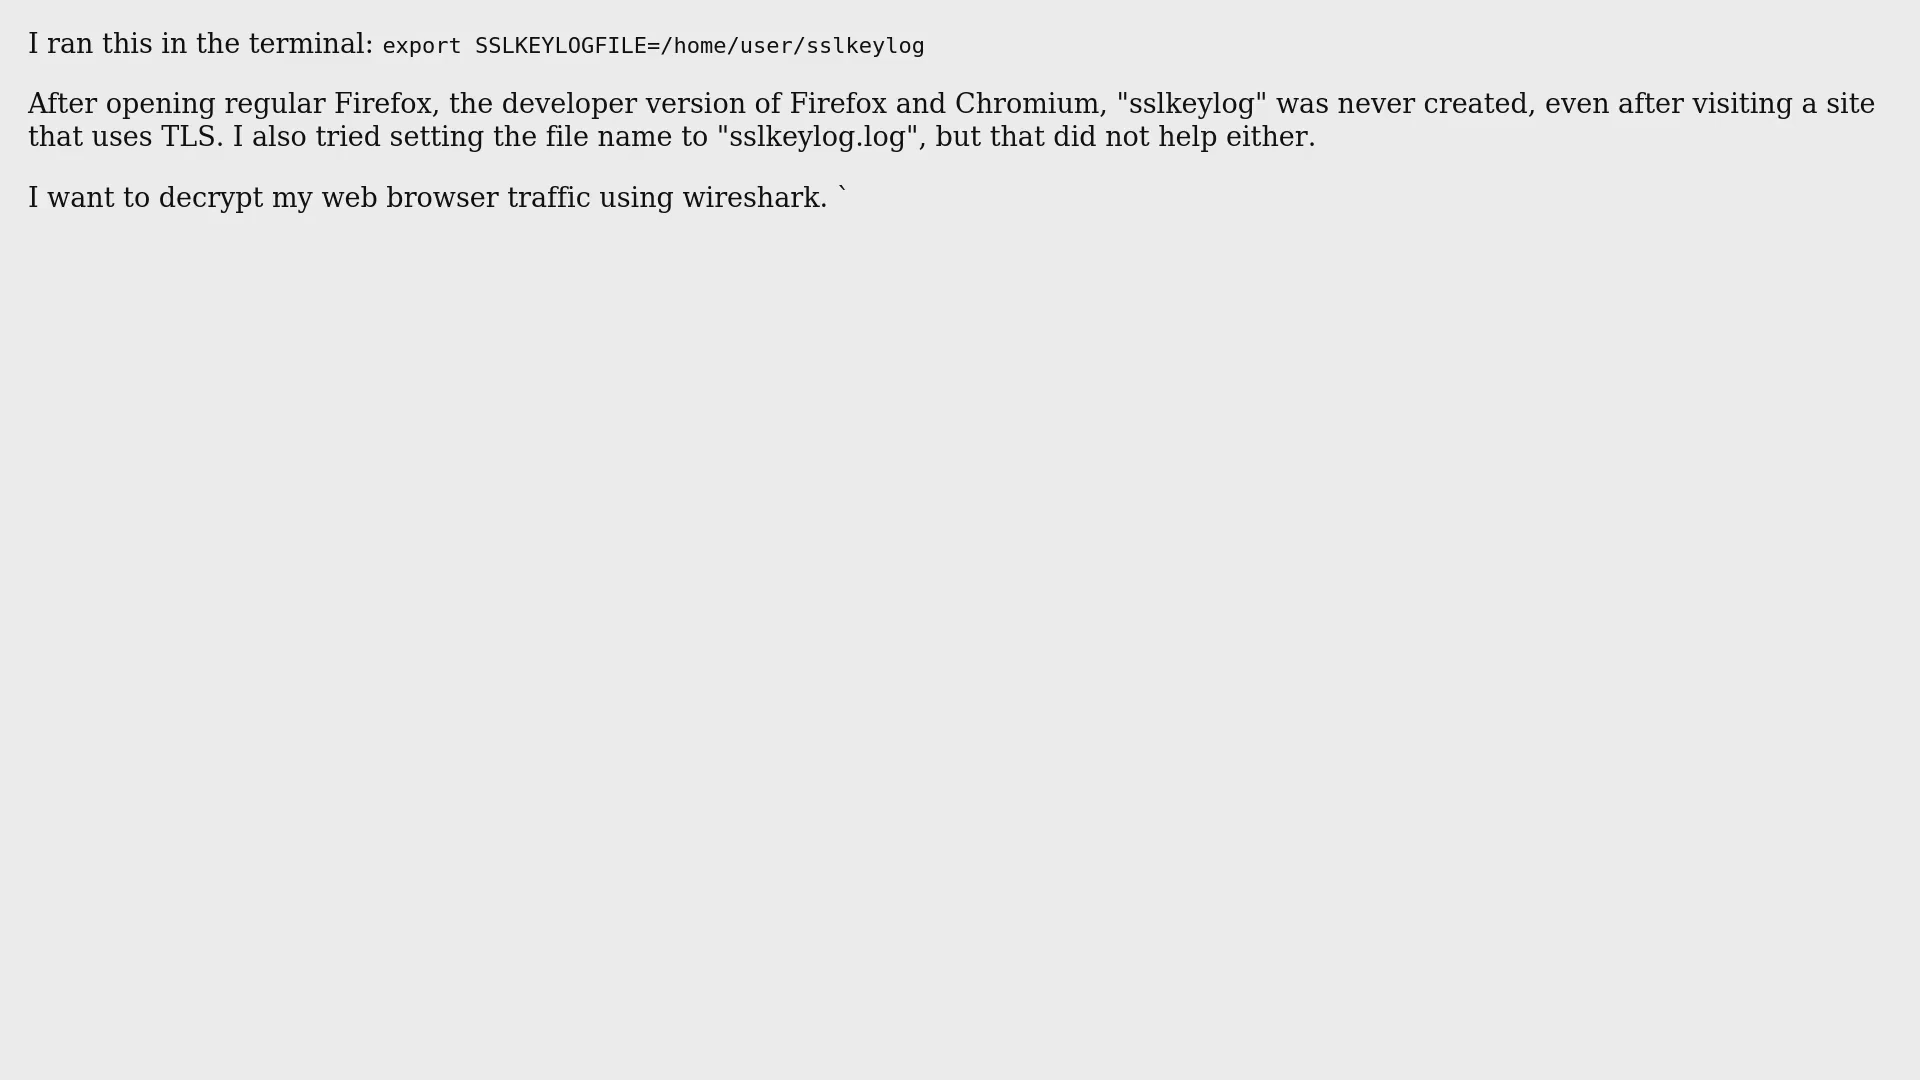 I ran this in the terminal: export SSLKEYLOGFILE=/home/user/sslkeylog
After opening regular Firefox, the developer version of Firefox and Chromium, "sslkeylog" was never created, even after visiting a site
that uses TLS. I also tried setting the file name to "sslkeylog.log", but that did not help either.
I want to decrypt my web browser traffic using wireshark. `